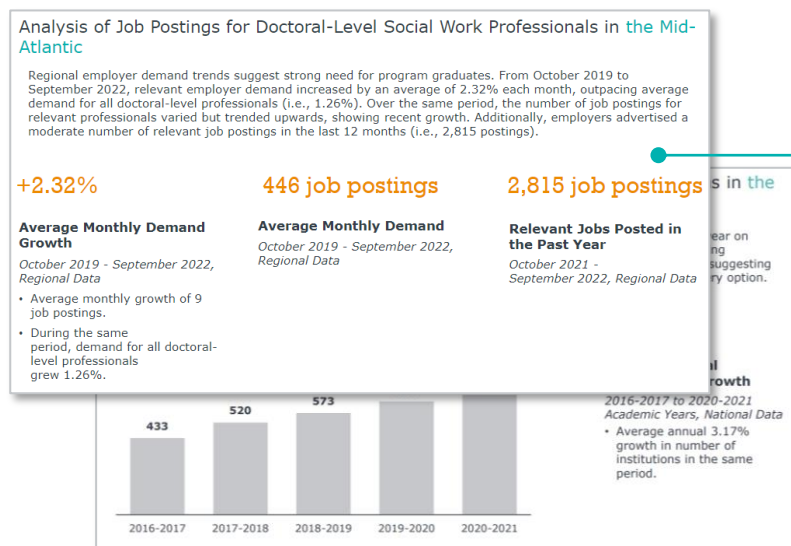 Analysis of Job Postings for Doctoral-Level Social Work Professionals in the Mid-
Atlantic
Regional employer demand trends suggest strong need for program graduates. From October 2019 to
September 2022, relevant employer demand increased by an average of 2.32% each month, outpacing average
demand for all doctoral-level professionals (i.e., 1.26%). Over the same period, the number of job postings for
relevant professionals varied but trended upwards, showing recent growth. Additionally, employers advertised a
moderate number of relevant job postings in the last 12 months (i.e., 2,815 postings).
+2.32%
Average Monthly Demand
Growth
October 2019 - September 2022,
Regional Data
• Average monthly growth of 9
job postings.
• During the same
period, demand for all doctoral-
level professionals
grew 1.26%.
446 job postings
Average Monthly Demand
October 2019 - September 2022,
Regional Data
2,815 job postings
Relevant Jobs Posted in
the Past Year
October 2021 -
September 2022, Regional Data
s in the
on
suggesting
option.
2016-2017 to 2020-2021
Academic Years, National Data
• Average annual 3.17%
growth in number of
institutions in the same
period.
433
520
573
2016-2017
2017-2018
2018-2019
2019-2020
2020-2021